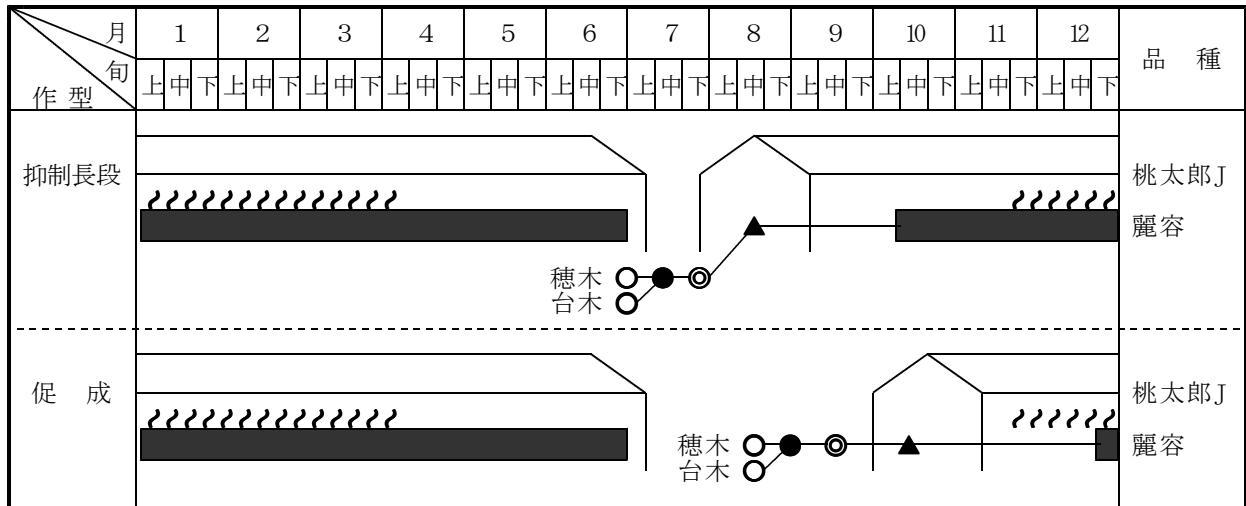 月 1 2 3 4 5 6 7 8 9 10 11 12 品 種
旬 上 中 下 上 中 下 上 中 下 上 中 下 上 中 下 上 中 下 上 中 下 上 中 下 上 中 下 上 中 下 上 中 下 上 中 下
作 型
抑制長段 桃太郎J
麗容
穂木
台木
促 成 桃太郎J
麗容
穂木
台木